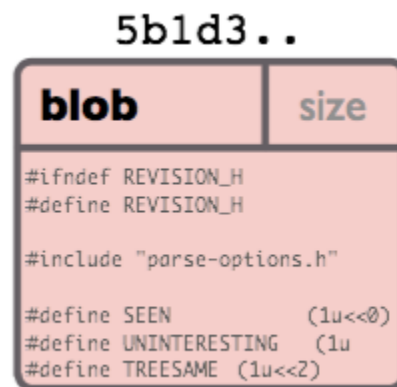 5b1d3..
blob size
#ifndef REVISION_H
#define REVISION_H
#include "parse-options.h"
#define SEEN (1u<<0)
#define UNINTERESTING (1u
#define TREESAME (1u<<2)